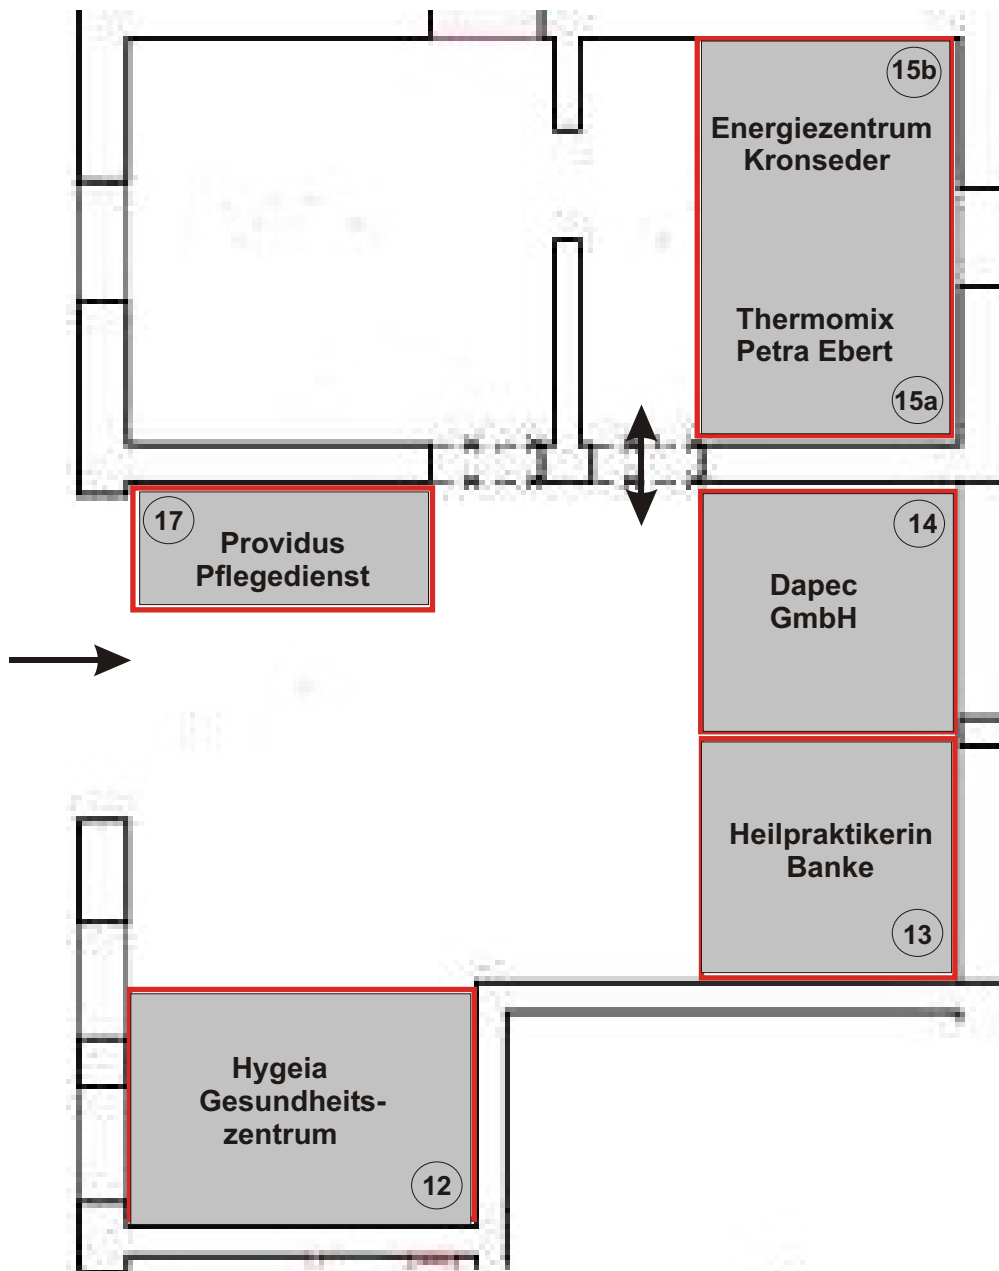 15b
Energiezentrum
Kronseder
Thermomix
Petra Ebert
15a
17
Providus
Pflegedienst
14
Dapec
GmbH
Heilpraktikerin
Banke
13
Hygeia
Gesundheits-
zentrum
12